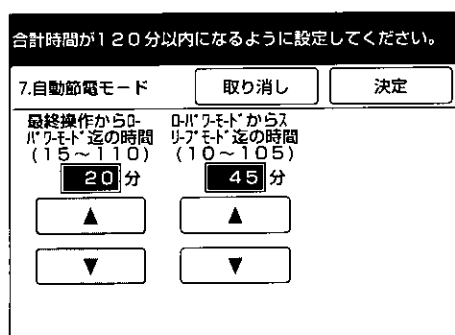 合計時間が120分以内になるように設定してください。
7.自動節電モード 取り消し 決定
最終操作からﾛｰ ﾛｰﾊﾟﾜｰﾓｰﾄﾞからｽ
ﾊﾟﾜｰﾓｰﾄﾞ迄の時間 ﾘｰﾌﾟﾓｰﾄﾞ迄の時間
(15～110) (10～105)
20 分 45 分
▲ ▲
▼ ▼